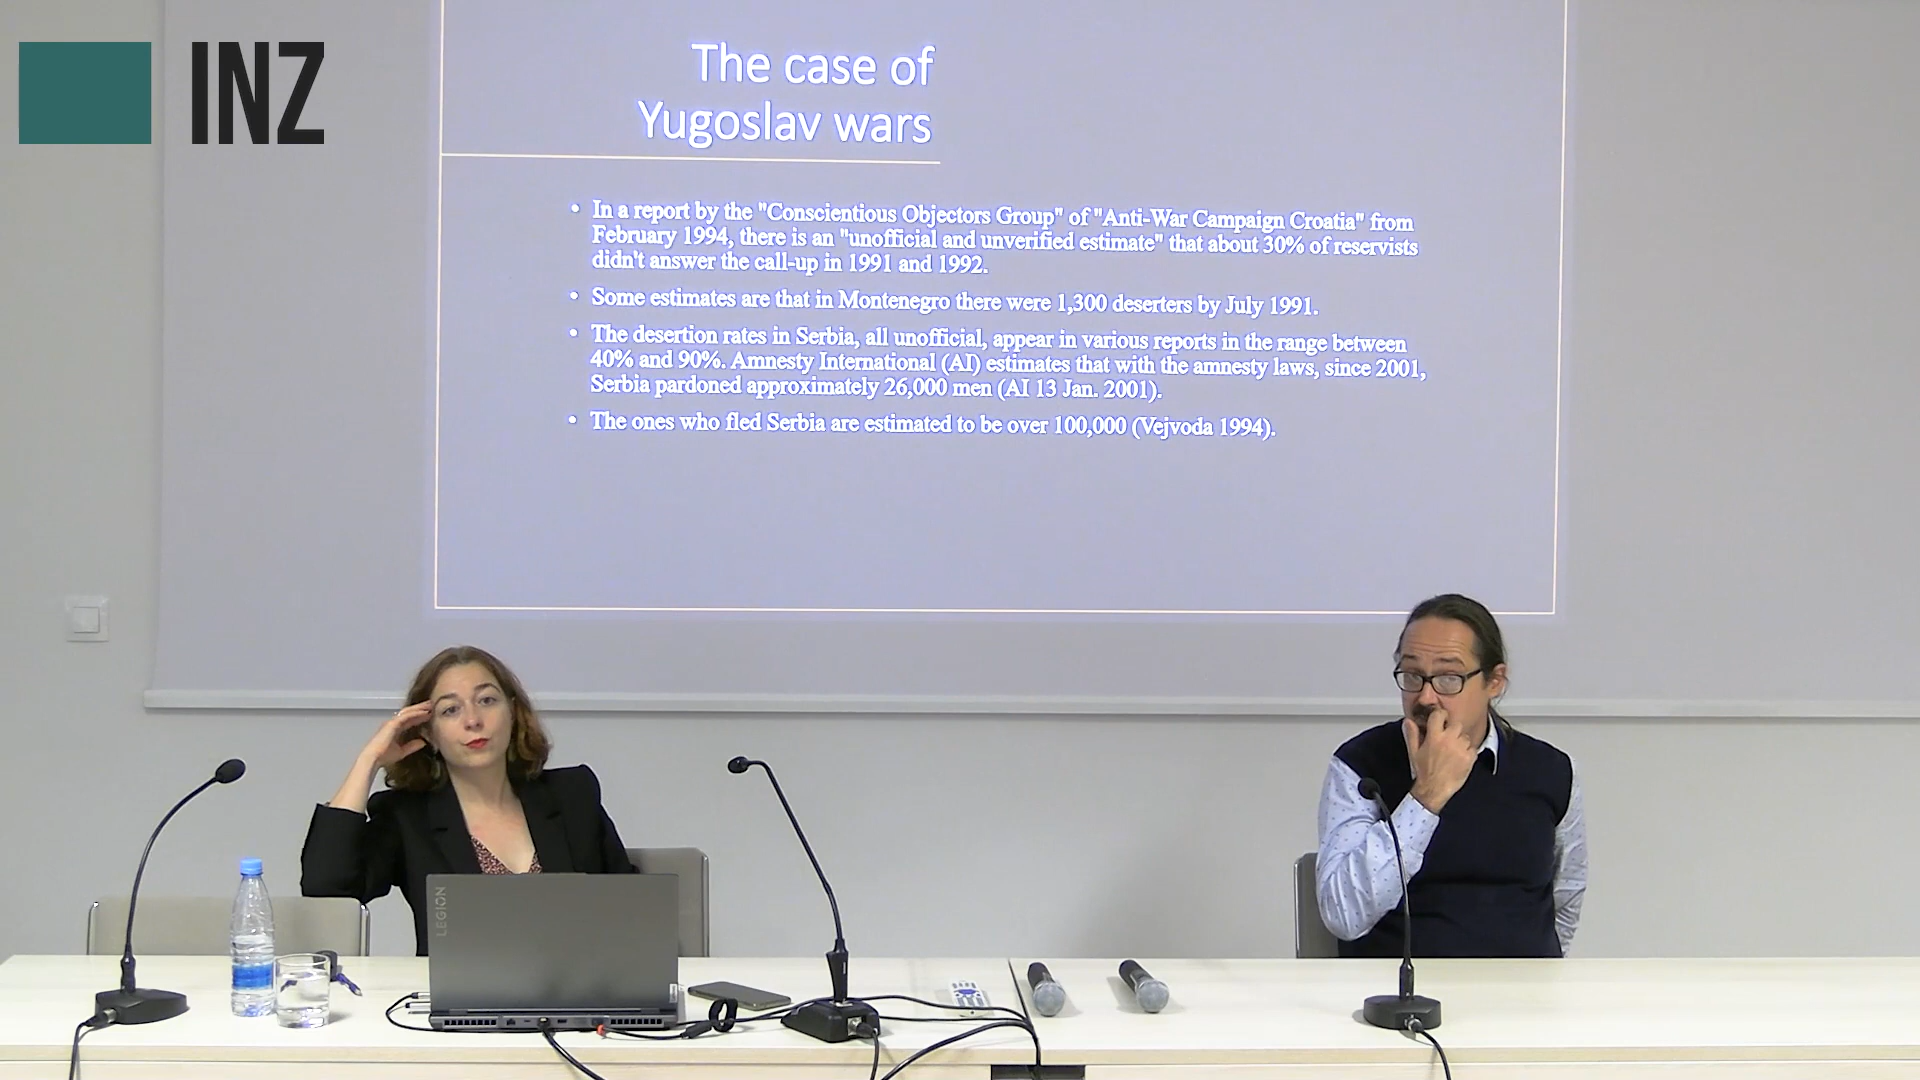 INZ
The case of
Yugoslav wars
• In a report by the "Conscientious Objectors Group" of "Anti-War Campaign Croatia" from
February 1994, there is an "unofficial and unverified estimate" that about 30% of reservists
didn't answer the call-up in 1991 and 1992.
• Some estimates are that in Montenegro there were 1,300 deserters by July 1991.
• The desertion rates in Serbia, all unofficial, appear in various reports in the range between
40% and 90%. Amnesty International (AI) estimates that with the amnesty laws, since 2001,
Serbia pardoned approximately 26,000 men (AI 13 Jan. 2001).
• The ones who fled Serbia are estimated to be over 100,000 (Vejvoda 1994).
LEGION